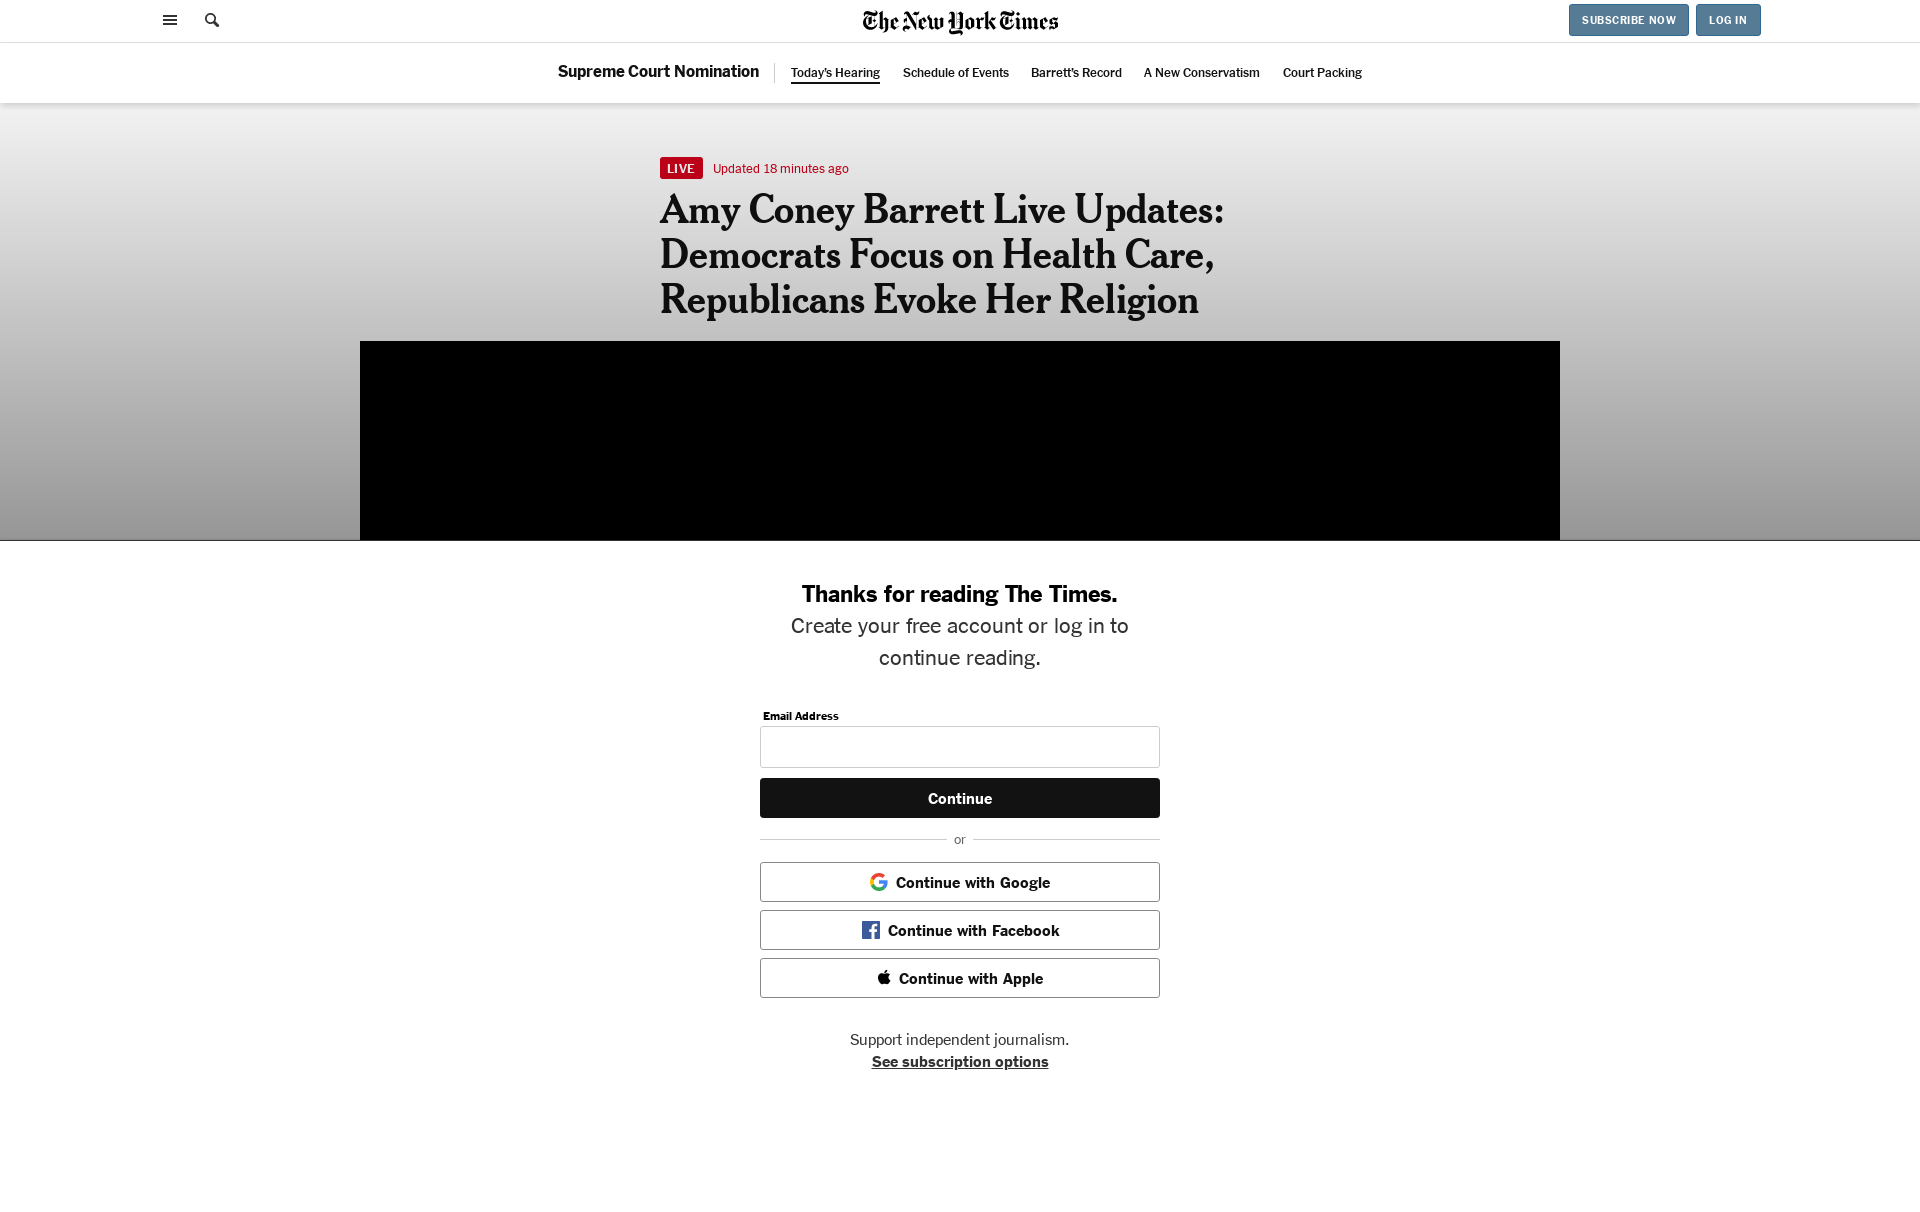 The New York Times
SUBSCRIBE NOW
LOG IN
Supreme Court Nomination
Today's Hearing
Schedule of Events
Barrett's Record
A New Conservatism
Court Packing
LIVE
Updated 18 minutes ago
Amy Coney Barrett Live Updates:
Democrats Focus on Health Care,
Republicans Evoke Her Religion
Thanks for reading The Times.
Create your free account or log in to
continue reading.
Email Address
Continue
or
Continue with Google
Continue with Facebook
Continue with Apple
Support independent journalism.
See subscription options